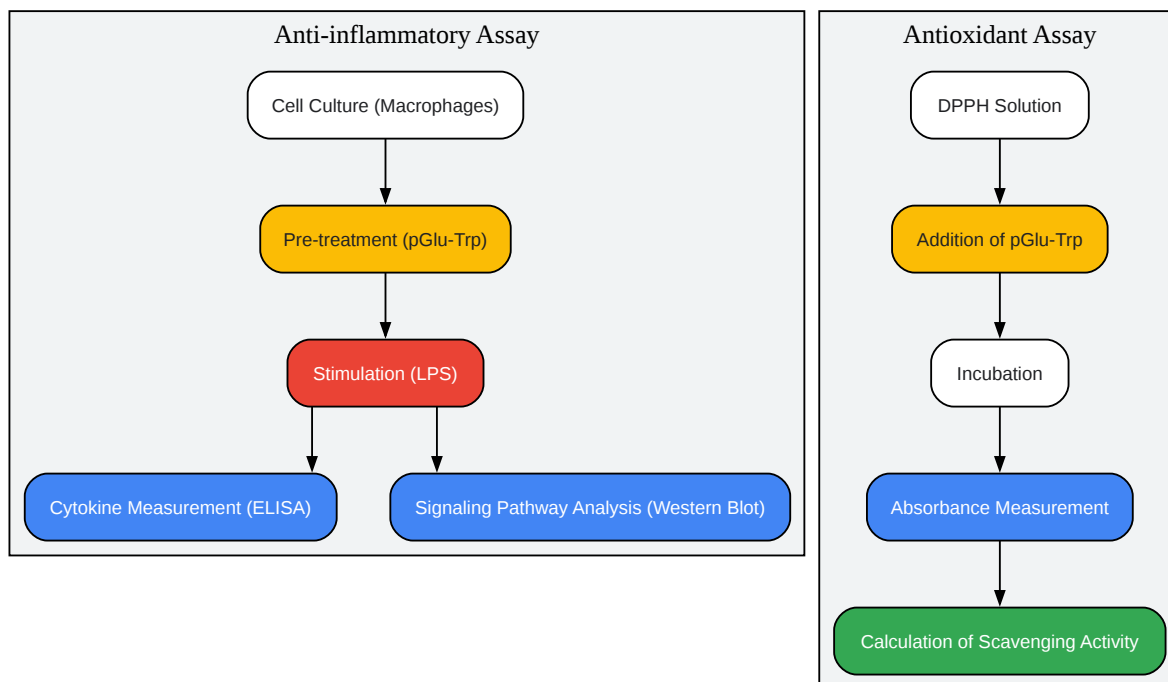 Anti-inflammatory Assay
Cell Culture (Macrophages)
Pre-treatment (pGlu-Trp)
Stimulation (LPS)
Cytokine Measurement (ELISA)
Signaling Pathway Analysis (Western Blot)
Antioxidant Assay
DPPH Solution
Addition of pGlu-Trp
Incubation
Absorbance Measurement
Calculation of Scavenging Activity